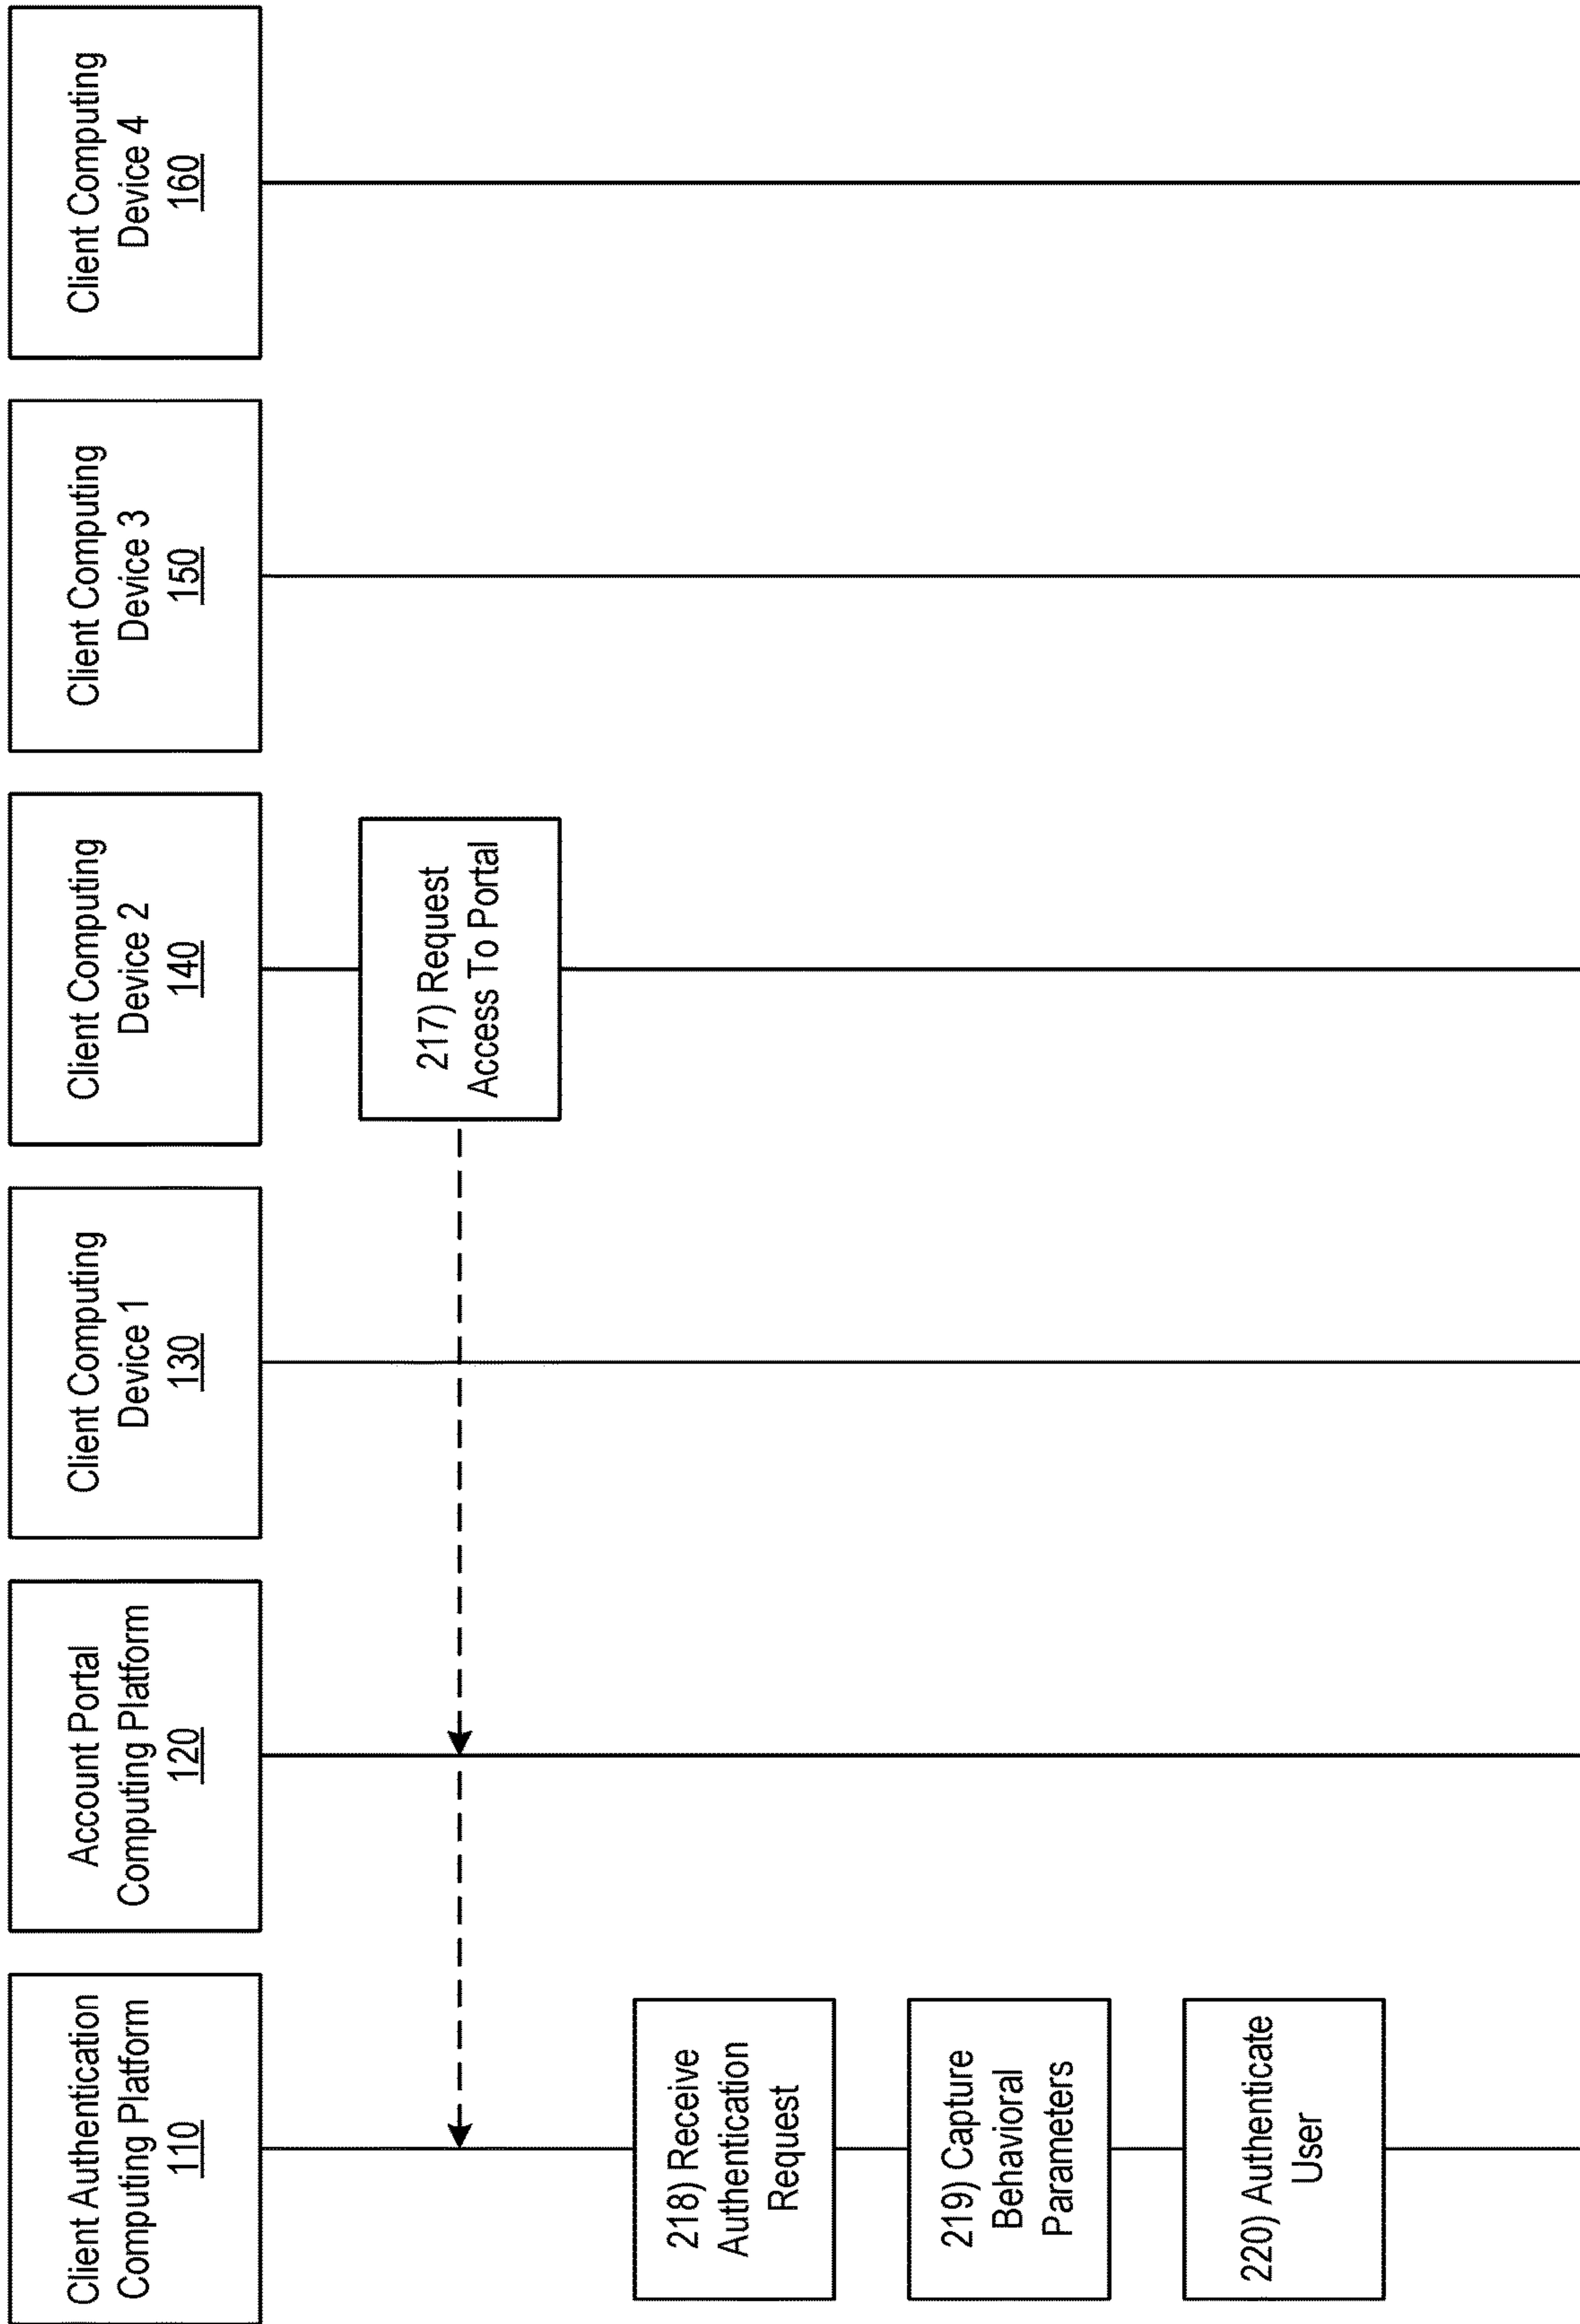 Client Authentication
Computing Platform
110
Account Portal
Computing Platform
120
Client Computing
Device 1
130
Client Computing
Device 2
140
Client Computing
Device 3
150
Client Computing
Device 4
160
217) Request
Access To Portal
218) Receive
Authentication
Request
219) Capture
Behavioral
Parameters
220) Authenticate
User